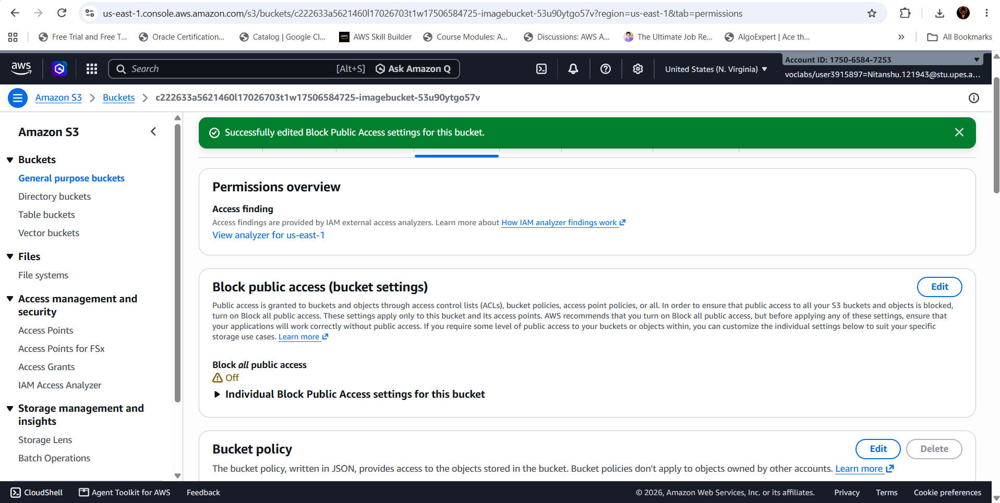 us-east-1.console.aws.amazon.com/s3/buckets/c222633a5621460l17026703t1w17506584725-imagebucket-53u90ytgo57v?region=us-east-1&tab=permissions
Free Trial and Free T...
Oracle Certification...
Catalog | Google Cl...
aws
AWS Skill Builder
Course Modules: A...
Discussions: AWS A...
The Ultimate Job Re...
AlgoExpert | Ace th...
All Bookmarks
aws
Search
[Alt+S]
Ask Amazon Q
United States (N. Virginia)
Account ID: 1750-6584-7253
voclabs/user3915897=Nitanshu.121943@stu.upes.a...
Amazon S3
Buckets
c222633a5621460l17026703t1w17506584725-imagebucket-53u90ytgo57v
Amazon S3
Buckets
General purpose buckets
Directory buckets
Table buckets
Vector buckets
Files
File systems
Access management and
security
Access Points
Access Points for FSx
Access Grants
IAM Access Analyzer
Storage management and
insights
Storage Lens
Batch Operations
Successfully edited Block Public Access settings for this bucket.
Permissions overview
Access finding
Access findings are provided by IAM external access analyzers. Learn more about How IAM analyzer findings work
View analyzer for us-east-1
Block public access (bucket settings)
Edit
Public access is granted to buckets and objects through access control lists (ACLs), bucket policies, access point policies, or all. In order to ensure that public access to all your S3 buckets and objects is blocked,
turn on Block all public access. These settings apply only to this bucket and its access points. AWS recommends that you turn on Block all public access, but before applying any of these settings, ensure that
your applications will work correctly without public access. If you require some level of public access to your buckets or objects within, you can customize the individual settings below to suit your specific
storage use cases. Learn more
Block all public access
Off
Individual Block Public Access settings for this bucket
Bucket policy
Edit
Delete
The bucket policy, written in JSON, provides access to the objects stored in the bucket. Bucket policies don't apply to objects owned by other accounts. Learn more
CloudShell
Agent Toolkit for AWS
Feedback
© 2026, Amazon Web Services, Inc. or its affiliates.
Privacy
Terms
Cookie preferences